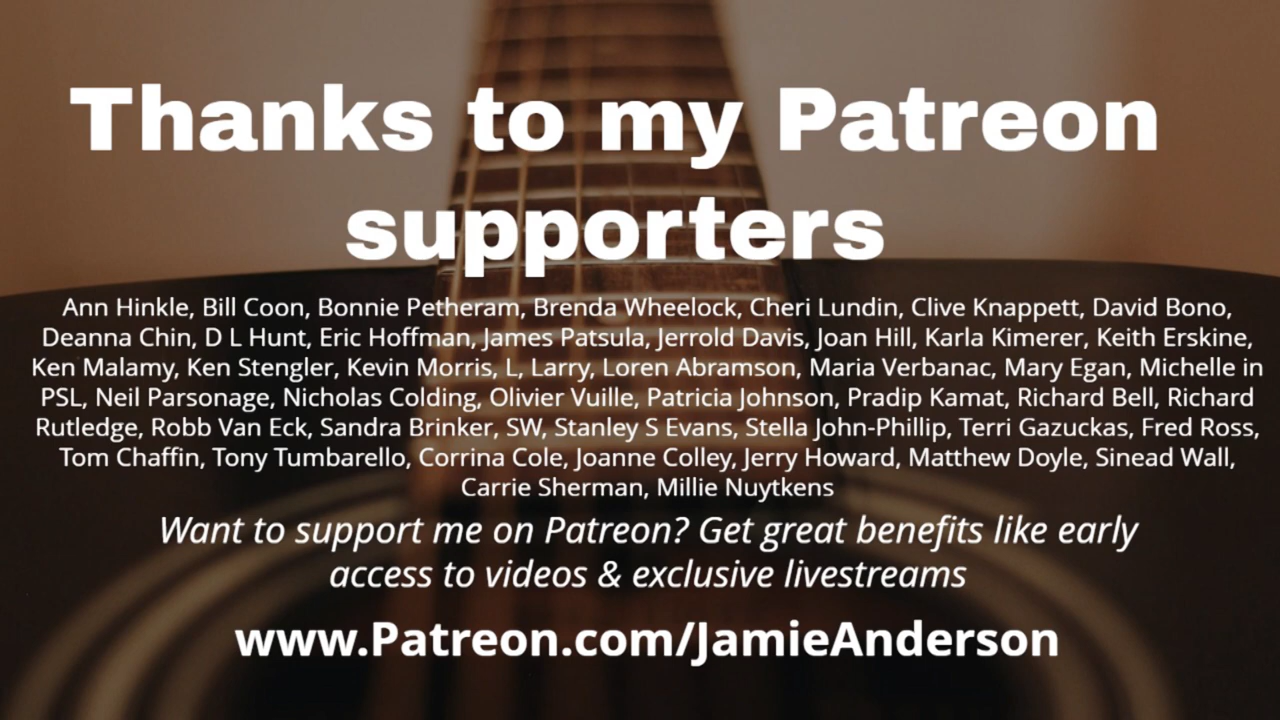 Thanks to my Patreon
supporters
Ann Hinkle, Bill Coon, Bonnie Petheram, Brenda Wheelock, Cheri Lundin, Clive Knappett, David Bono,
Deanna Chin, D L Hunt, Eric Hoffman, James Patsula, Jerrold Davis, Joan Hill, Karla Kimerer, Keith Erskine,
Ken Malamy, Ken Stengler, Kevin Morris, L, Larry, Loren Abramson, Maria Verbanac, Mary Egan, Michelle in
PSL, Neil Parsonage, Nicholas Colding, Olivier Vuille, Patricia Johnson, Pradip Kamat, Richard Bell, Richard
Rutledge, Robb Van Eck, Sandra Brinker, SW, Stanley S Evans, Stella John-Phillip, Terri Gazuckas, Fred Ross,
Tom Chaffin, Tony Tumbarello, Corrina Cole, Joanne Colley, Jerry Howard, Matthew Doyle, Sinead Wall,
Carrie Sherman, Millie Nuytkens
Want to support me on Patreon? Get great benefits like early
access to videos & exclusive livestreams
www.Patreon.com/JamieAnderson